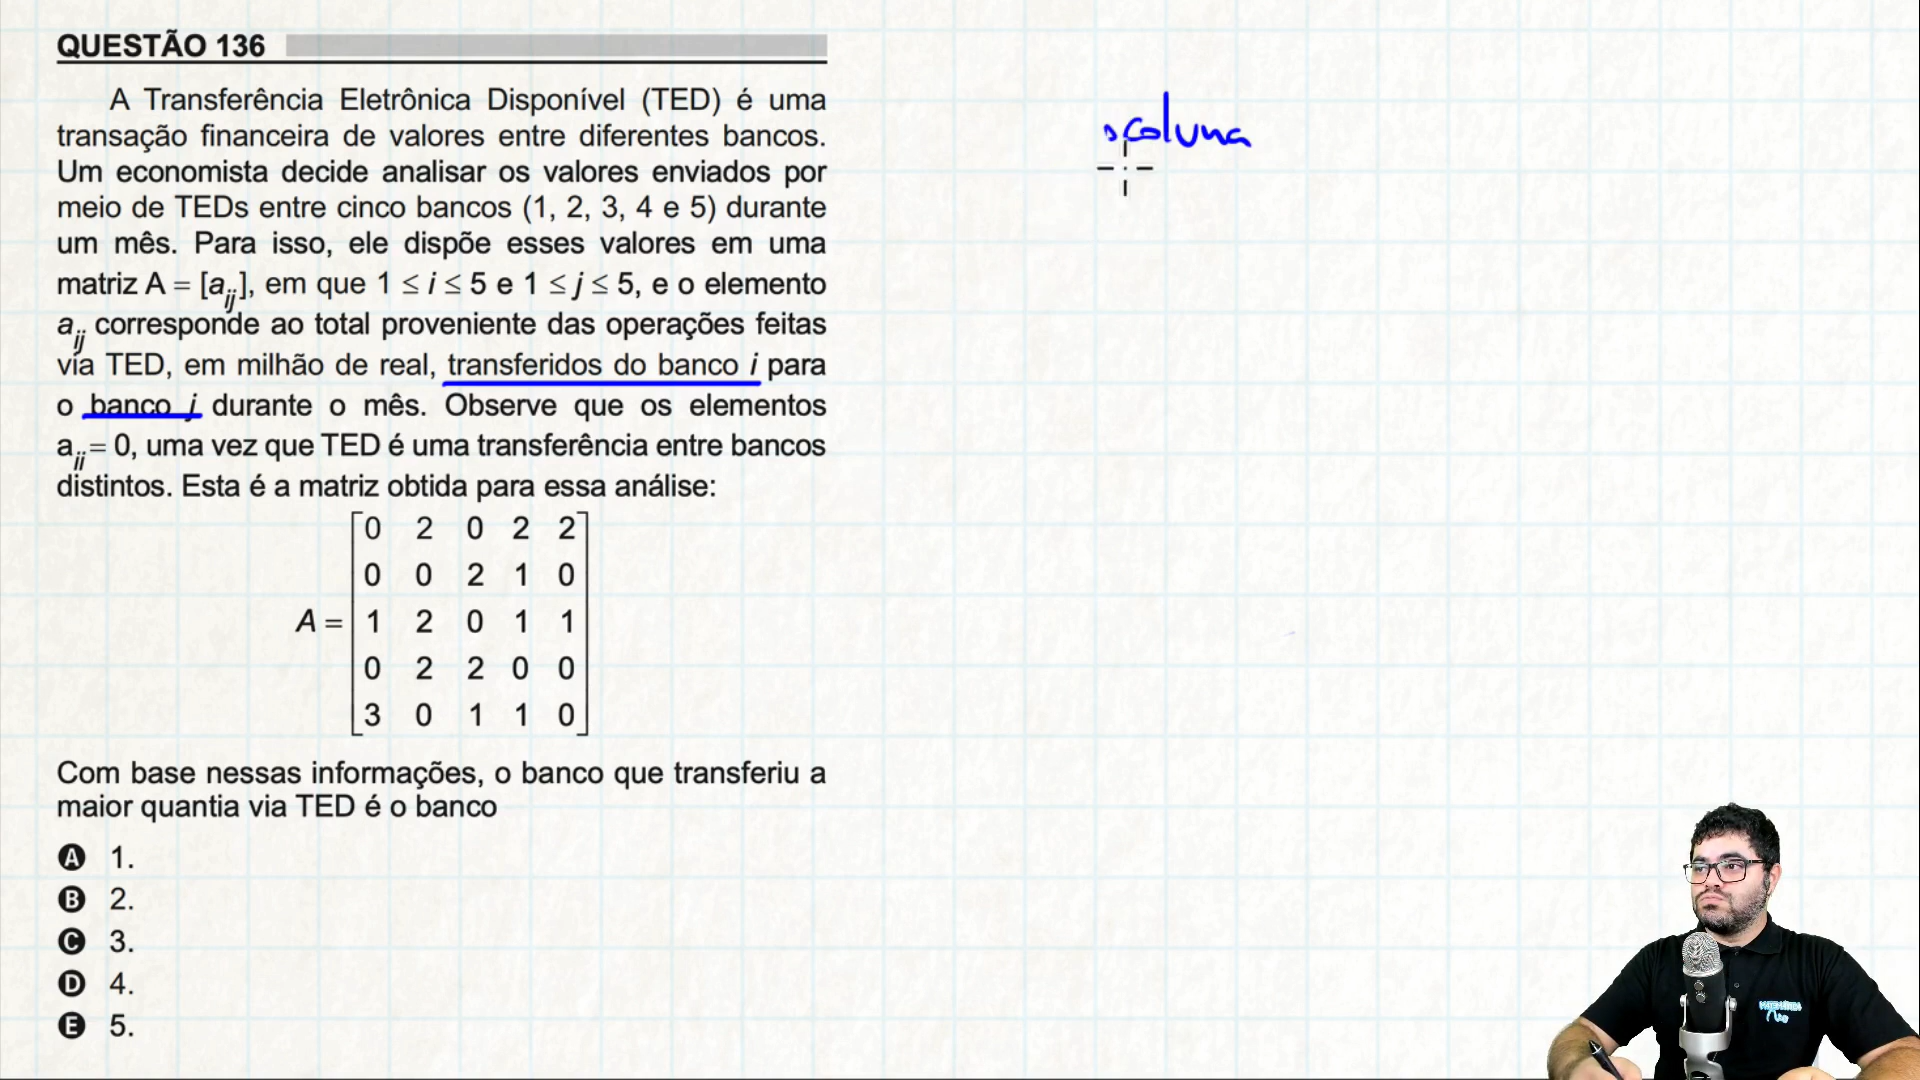 QUESTÃO 136
A Transferência Eletrônica Disponível (TED) é uma
transação financeira de valores entre diferentes bancos.
Um economista decide analisar os valores enviados por
meio de TEDs entre cinco bancos (1, 2, 3, 4 e 5) durante
um mês. Para isso, ele dispõe esses valores em uma
matriz A = [aij], em que 1 ≤ i ≤ 5 e 1 ≤ j ≤ 5, e o elemento
aij corresponde ao total proveniente das operações feitas
via TED, em milhão de real, transferidos do banco i para
o banco j durante o mês. Observe que os elementos
aii = 0, uma vez que TED é uma transferência entre bancos
distintos. Esta é a matriz obtida para essa análise:
0 2 0 2 2
0 0 2 1 0
A = 1 2 0 1 1
0 2 2 0 0
3 0 1 1 0
Com base nessas informações, o banco que transferiu a
maior quantia via TED é o banco
A 1.
B 2.
C 3.
D 4.
E 5.
coluna